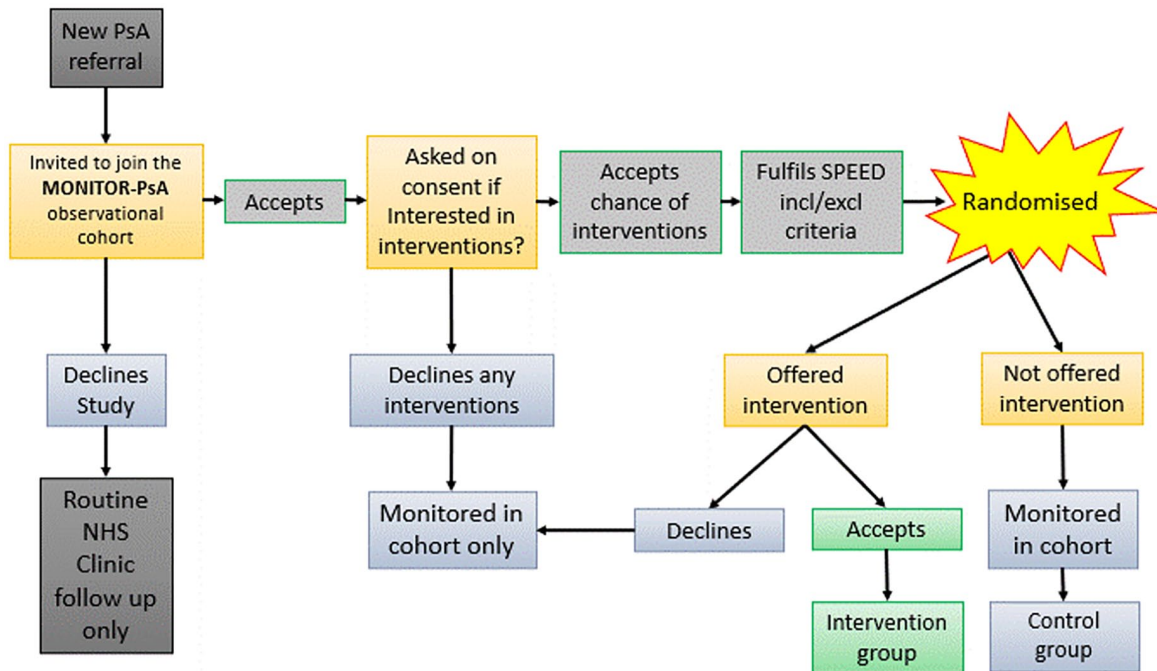 New PsA
referral
Invited to join the
MONITOR-PsA
observational
cohort
Accepts
Asked on
consent if
Interested in
interventions?
Accepts
chance of
interventions
Fulfils SPEED
incl/excl
criteria
Randomised
Declines
Study
Declines any
interventions
Offered
intervention
Not offered
intervention
Routine
NHS
Clinic
follow up
only
Monitored in
cohort only
Declines
Accepts
Monitored
in cohort
Intervention
group
Control
group